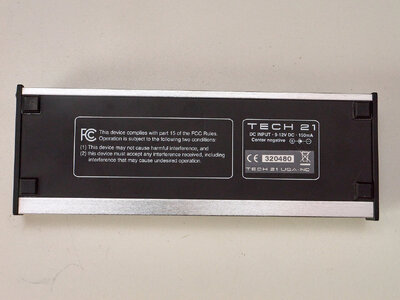 FC
This device complies with part 15 of the FCC Rules.
Operation is subject to the following two conditions:
(1) This device may not cause harmful interference, and
(2) this device must accept any interference received, including
interference that may cause undesired operation.
TECH 21
DC INPUT - 9-12V DC - 150mA
Center negative
CE 320480
TECH 21 USA·NC